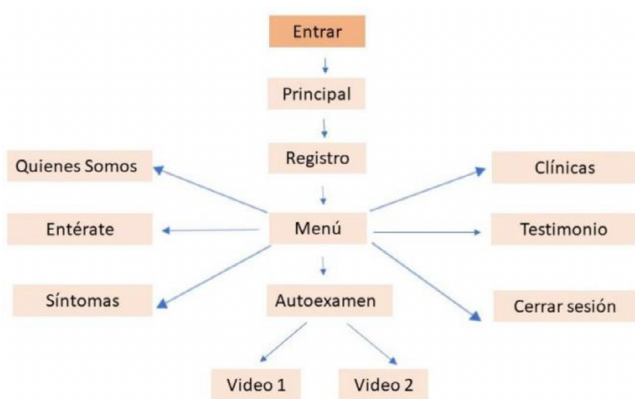 Entrar
Principal
Registro
Quienes Somos
Clínicas
Entérate
Menú
Testimonio
Síntomas
Autoexamen
Cerrar sesión
Video 1
Video 2